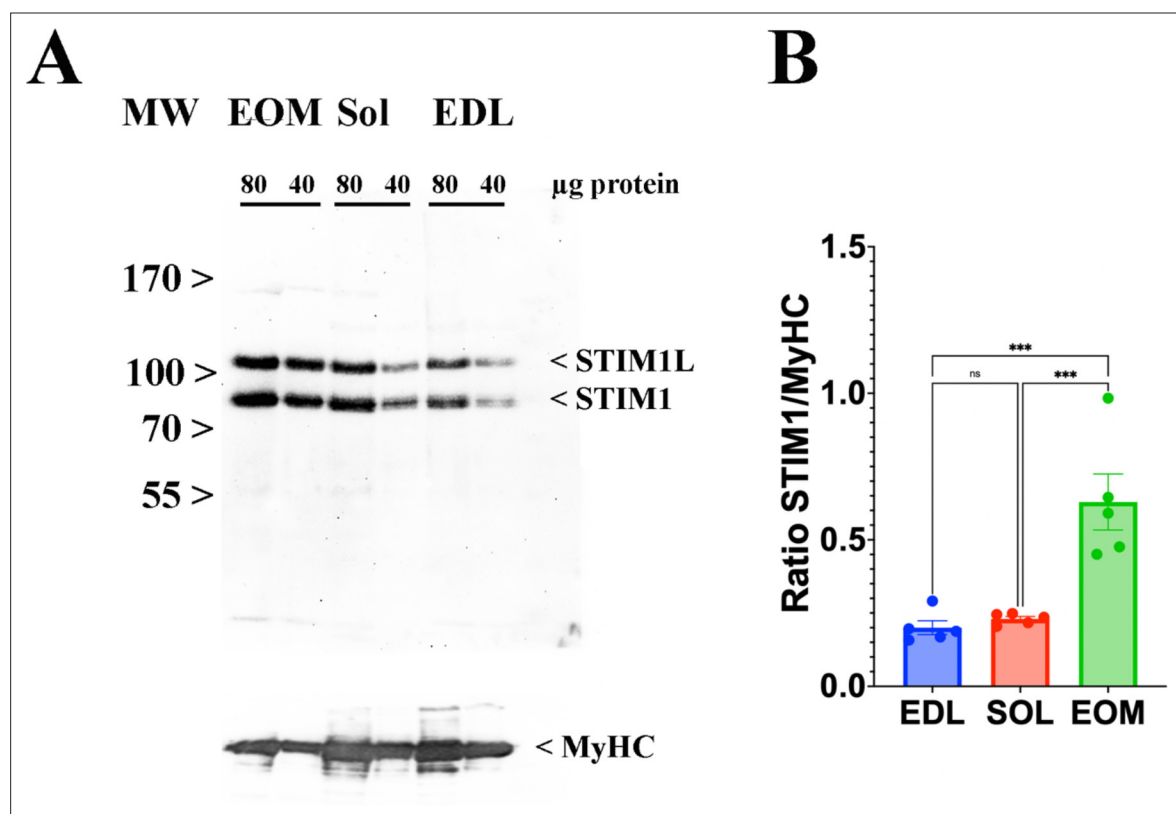 A
MW EOM Sol EDL
80 40 80 40 80 40 µg protein
170 >
< STIM1L
100 >
< STIM1
70 >
55 >
< MyHC
B
Ratio STIM1/MyHC
1.5
1.0
0.5
0.0
***
ns ***
EDL SOL EOM